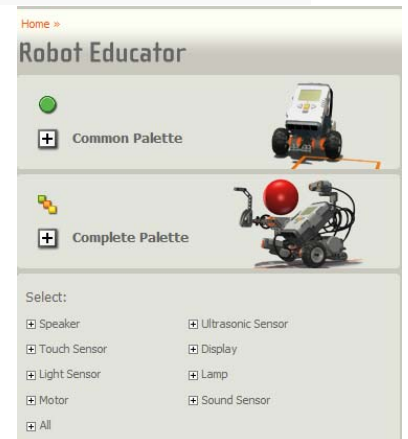 Home »
Robot Educator
Common Palette
Complete Palette
Select:
Speaker
Ultrasonic Sensor
Touch Sensor
Display
Light Sensor
Lamp
Motor
Sound Sensor
All